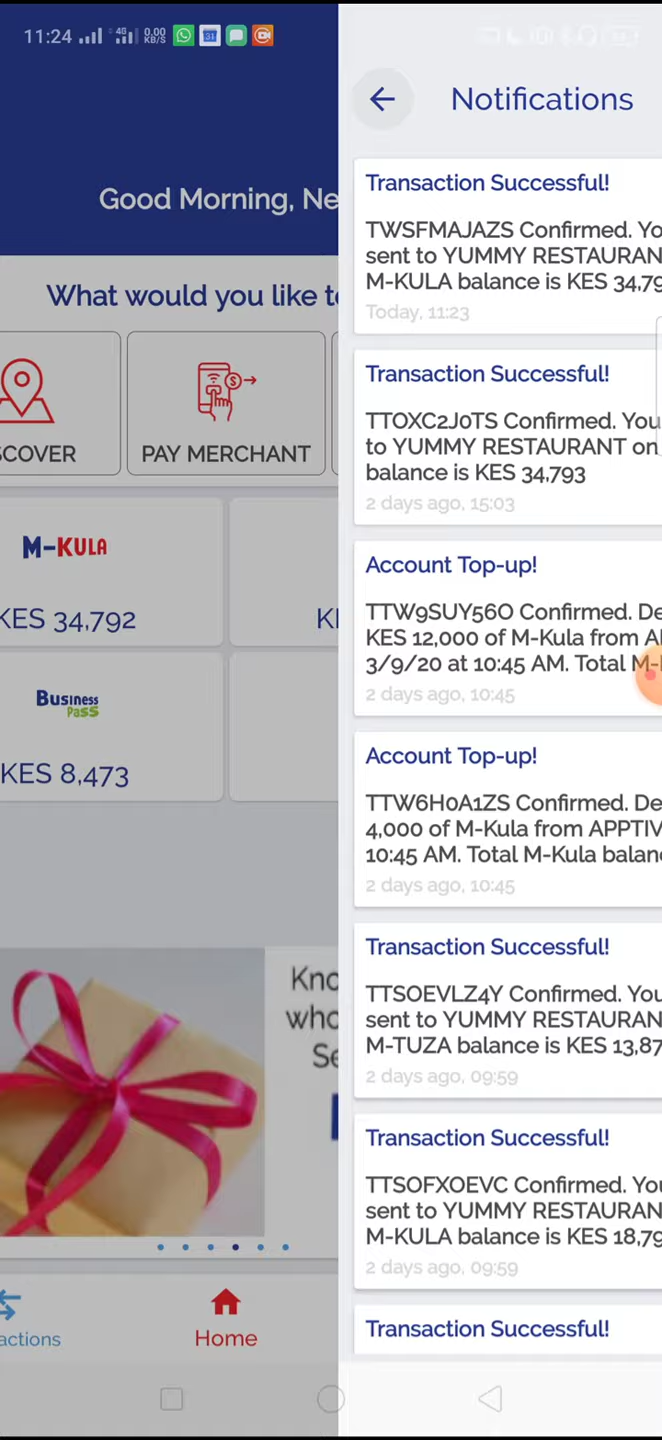 11:24
4G
0.00
KB/S
31
Good Morning, Ne
What would you like t
SCOVER
PAY MERCHANT
M-KULA
KES 34,792
K
Business
Pass
KES 8,473
Kno
who
Se
actions
Home
Notifications
Transaction Successful!
TWSFMAJAZS Confirmed. Yo
sent to YUMMY RESTAURAN
M-KULA balance is KES 34,79
Today, 11:23
Transaction Successful!
TTOXC2J0TS Confirmed. You
to YUMMY RESTAURANT on
balance is KES 34,793
2 days ago, 15:03
Account Top-up!
TTW9SUY56O Confirmed. De
KES 12,000 of M-Kula from A
3/9/20 at 10:45 AM. Total M-
2 days ago, 10:45
Account Top-up!
TTW6H0A1ZS Confirmed. De
4,000 of M-Kula from APPTIV
10:45 AM. Total M-Kula balan
2 days ago, 10:45
Transaction Successful!
TTSOEVLZ4Y Confirmed. You
sent to YUMMY RESTAURAN
M-TUZA balance is KES 13,87
2 days ago, 09:59
Transaction Successful!
TTSOFXOEVC Confirmed. You
sent to YUMMY RESTAURAN
M-KULA balance is KES 18,79
2 days ago, 09:59
Transaction Successful!